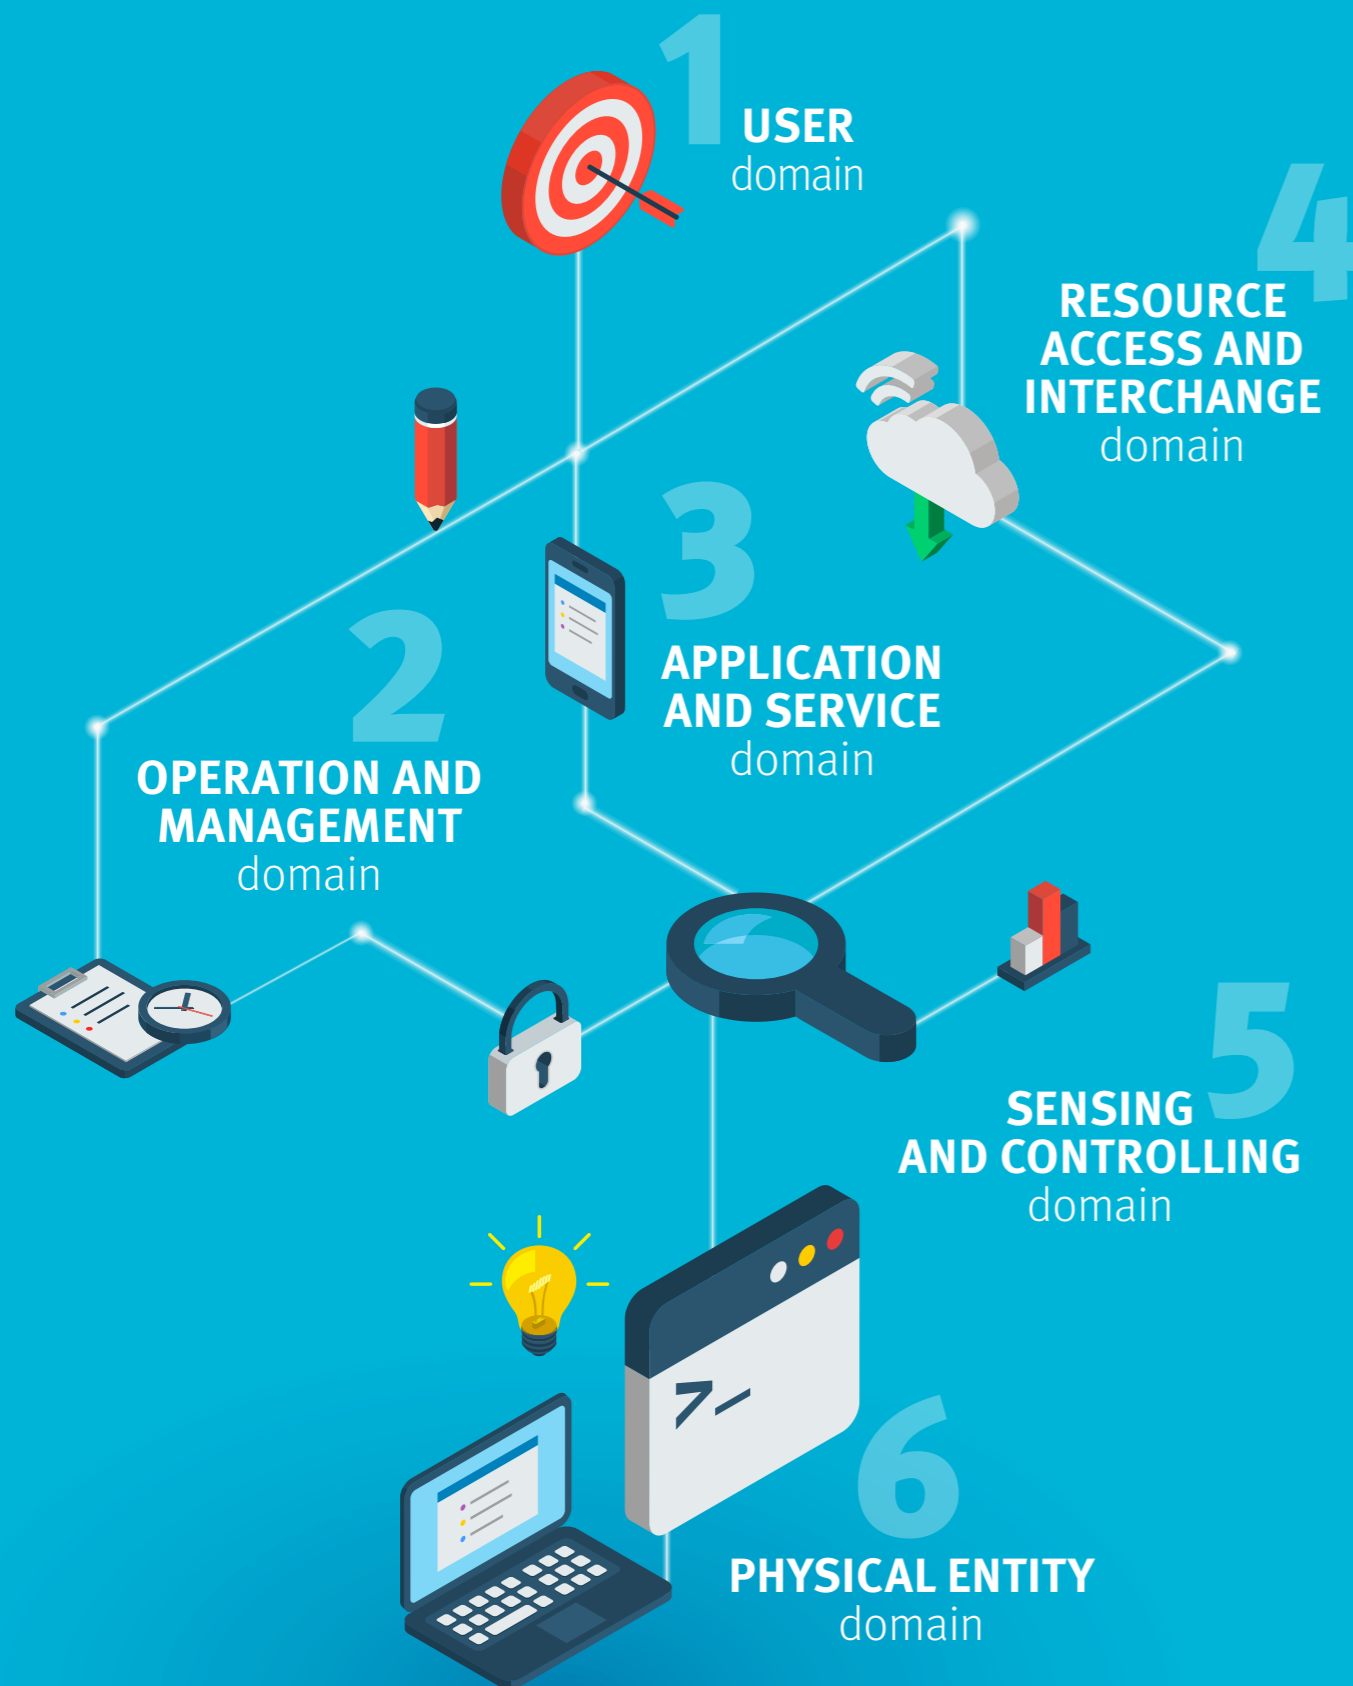 1
USER
domain
4
RESOURCE
ACCESS AND
INTERCHANGE
domain
3
APPLICATION
AND SERVICE
domain
2
OPERATION AND
MANAGEMENT
domain
5
SENSING
AND CONTROLLING
domain
>_
6
PHYSICAL ENTITY
domain